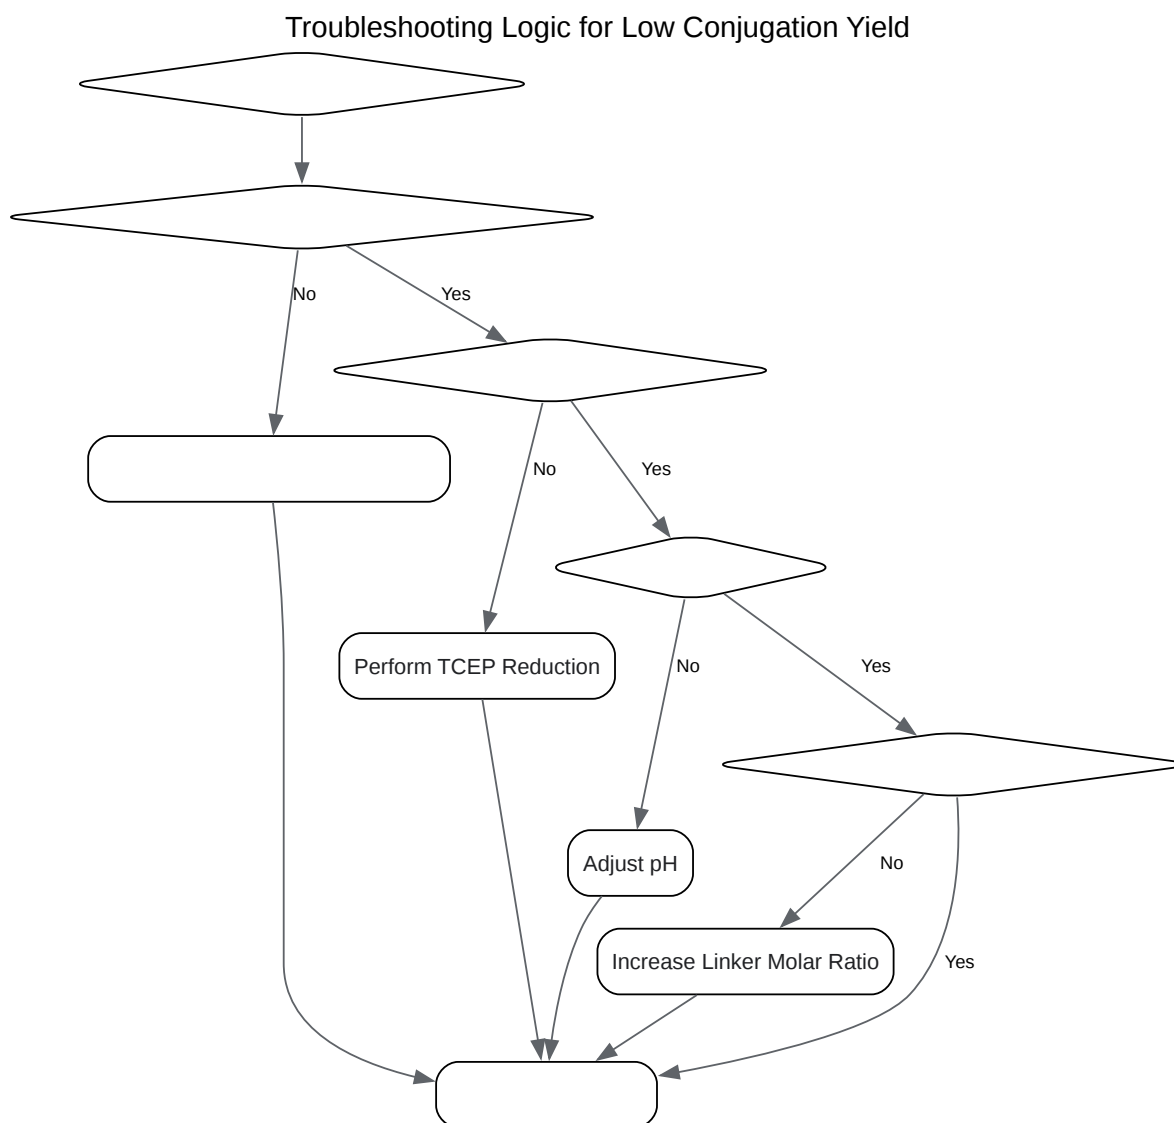 Troubleshooting Logic for Low Conjugation Yield
No
Yes
No
Yes
Perform TCEP Reduction
No
Yes
Adjust pH
No
Increase Linker Molar Ratio
Yes